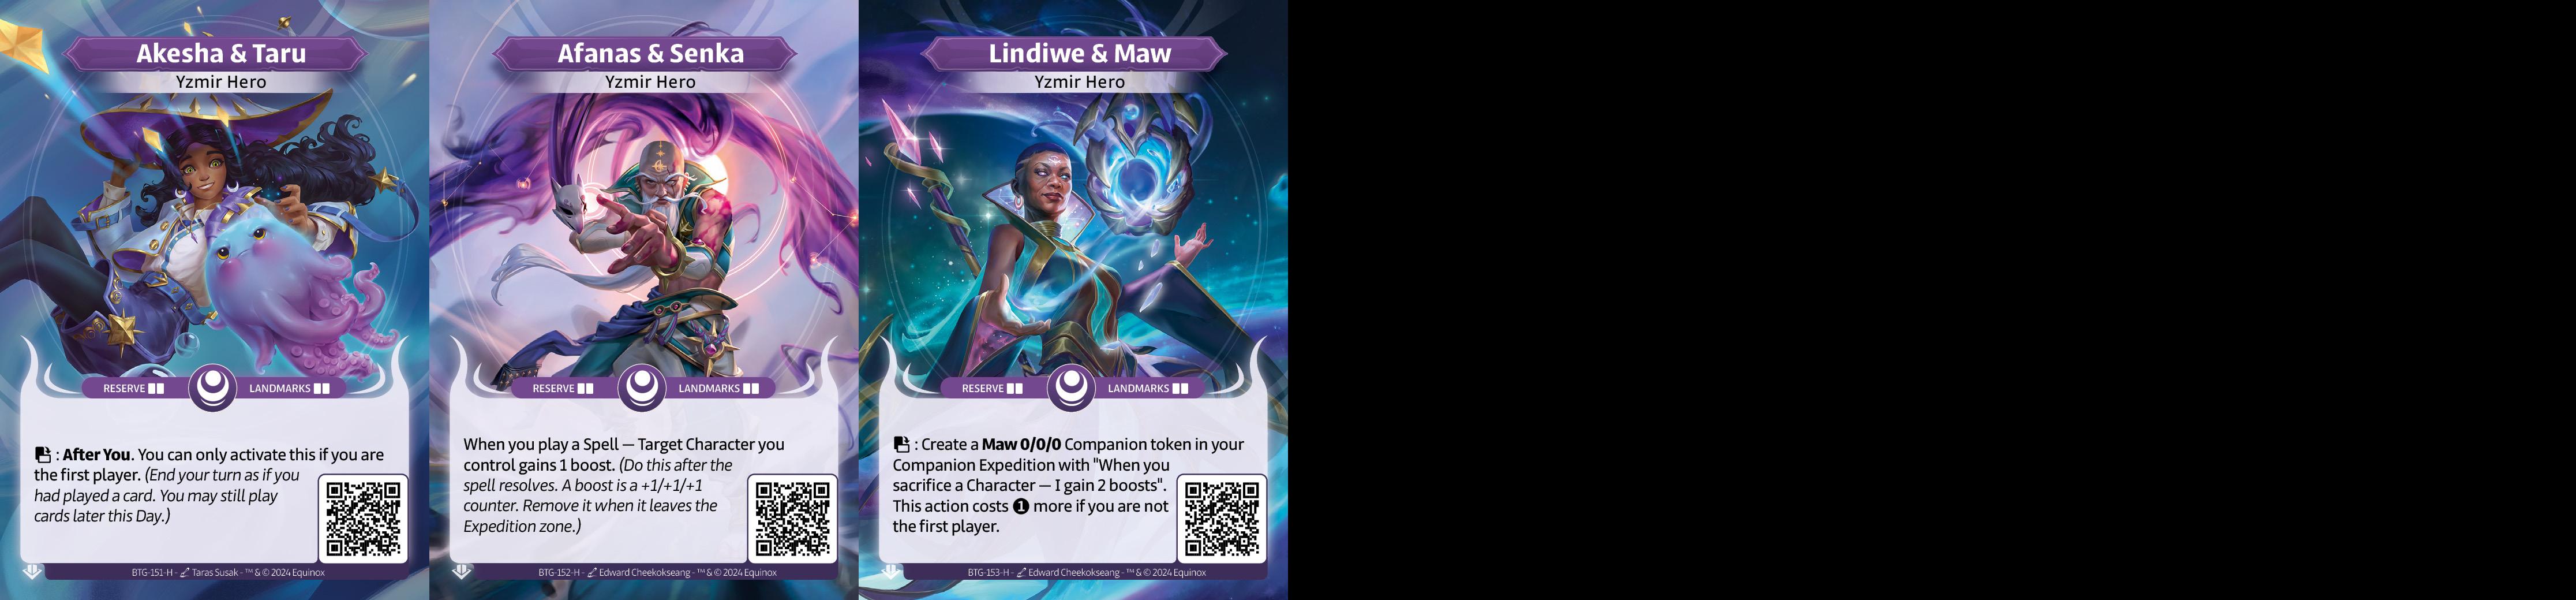 Akesha & Taru
Yzmir Hero
RESERVE
LANDMARKS
: After You. You can only activate this if you are
the first player. (End your turn as if you
had played a card. You may still play
cards later this Day.)
BTG-151-H - Taras Susak - ™ & © 2024 Equinox
Afanas & Senka
Yzmir Hero
RESERVE
LANDMARKS
When you play a Spell — Target Character you
control gains 1 boost. (Do this after the
spell resolves. A boost is a +1/+1/+1
counter. Remove it when it leaves the
Expedition zone.)
BTG-152-H - Edward Cheekokseang - ™ & © 2024 Equinox
Lindiwe & Maw
Yzmir Hero
RESERVE
LANDMARKS
: Create a Maw 0/0/0 Companion token in your
Companion Expedition with "When you
sacrifice a Character — I gain 2 boosts".
This action costs 1 more if you are not
the first player.
BTG-153-H - Edward Cheekokseang - ™ & © 2024 Equinox